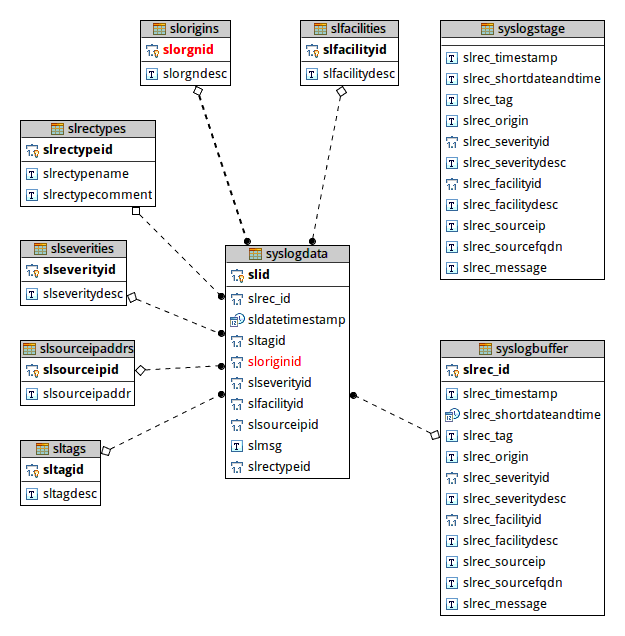 slorigins
slorgnid
slorgndesc
slfacilities
slfacilityid
slfacilitydesc
syslogstage
slrec_timestamp
slrec_shortdateandtime
slrec_tag
slrec_origin
slrec_severityid
slrec_severitydesc
slrec_facilityid
slrec_facilitydesc
slrec_sourceip
slrec_sourcefqdn
slrec_message
slrectypes
slrectypeid
slrectypename
slrectypecomment
slseverities
slseverityid
slseveritydesc
slsourceipaddrs
slsourceipid
slsourceipaddr
sltags
sltagid
sltagdesc
syslogdata
slid
slrec_id
sldatetimestamp
sltagid
sloriginid
slseverityid
slfacilityid
slsourceipid
slmsg
slrectypeid
syslogbuffer
slrec_id
slrec_timestamp
slrec_shortdateandtime
slrec_tag
slrec_origin
slrec_severityid
slrec_severitydesc
slrec_facilityid
slrec_facilitydesc
slrec_sourceip
slrec_sourcefqdn
slrec_message